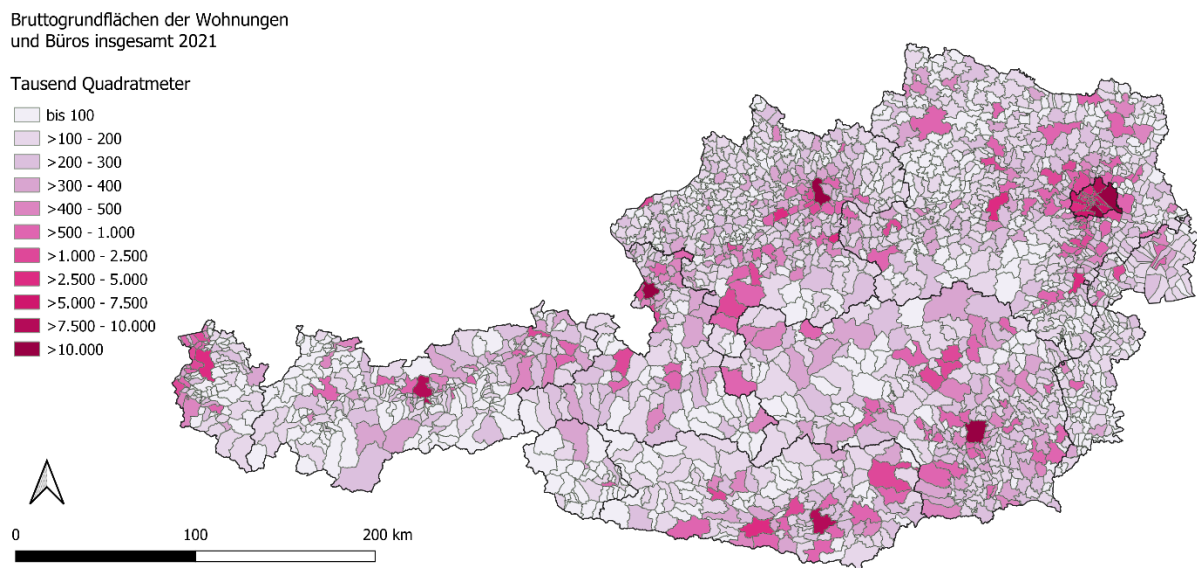 Bruttogrundflächen der Wohnungen
und Büros insgesamt 2021
Tausend Quadratmeter
bis 100
>100 - 200
>200 - 300
>300 - 400
>400 - 500
>500 - 1.000
>1.000 - 2.500
>2.500 - 5.000
>5.000 - 7.500
>7.500 - 10.000
>10.000
0 100 200 km